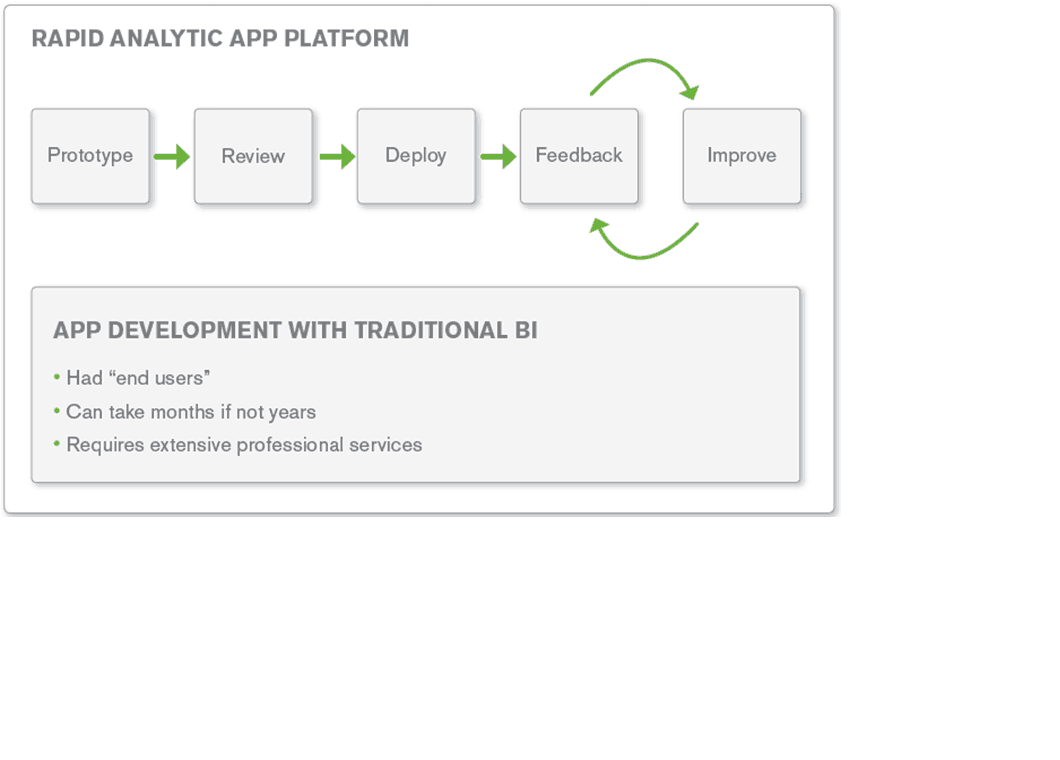 RAPID ANALYTIC APP PLATFORM
Prototype
Review
Deploy
Feedback
Improve
APP DEVELOPMENT WITH TRADITIONAL BI
• Had “end users”
• Can take months if not years
• Requires extensive professional services